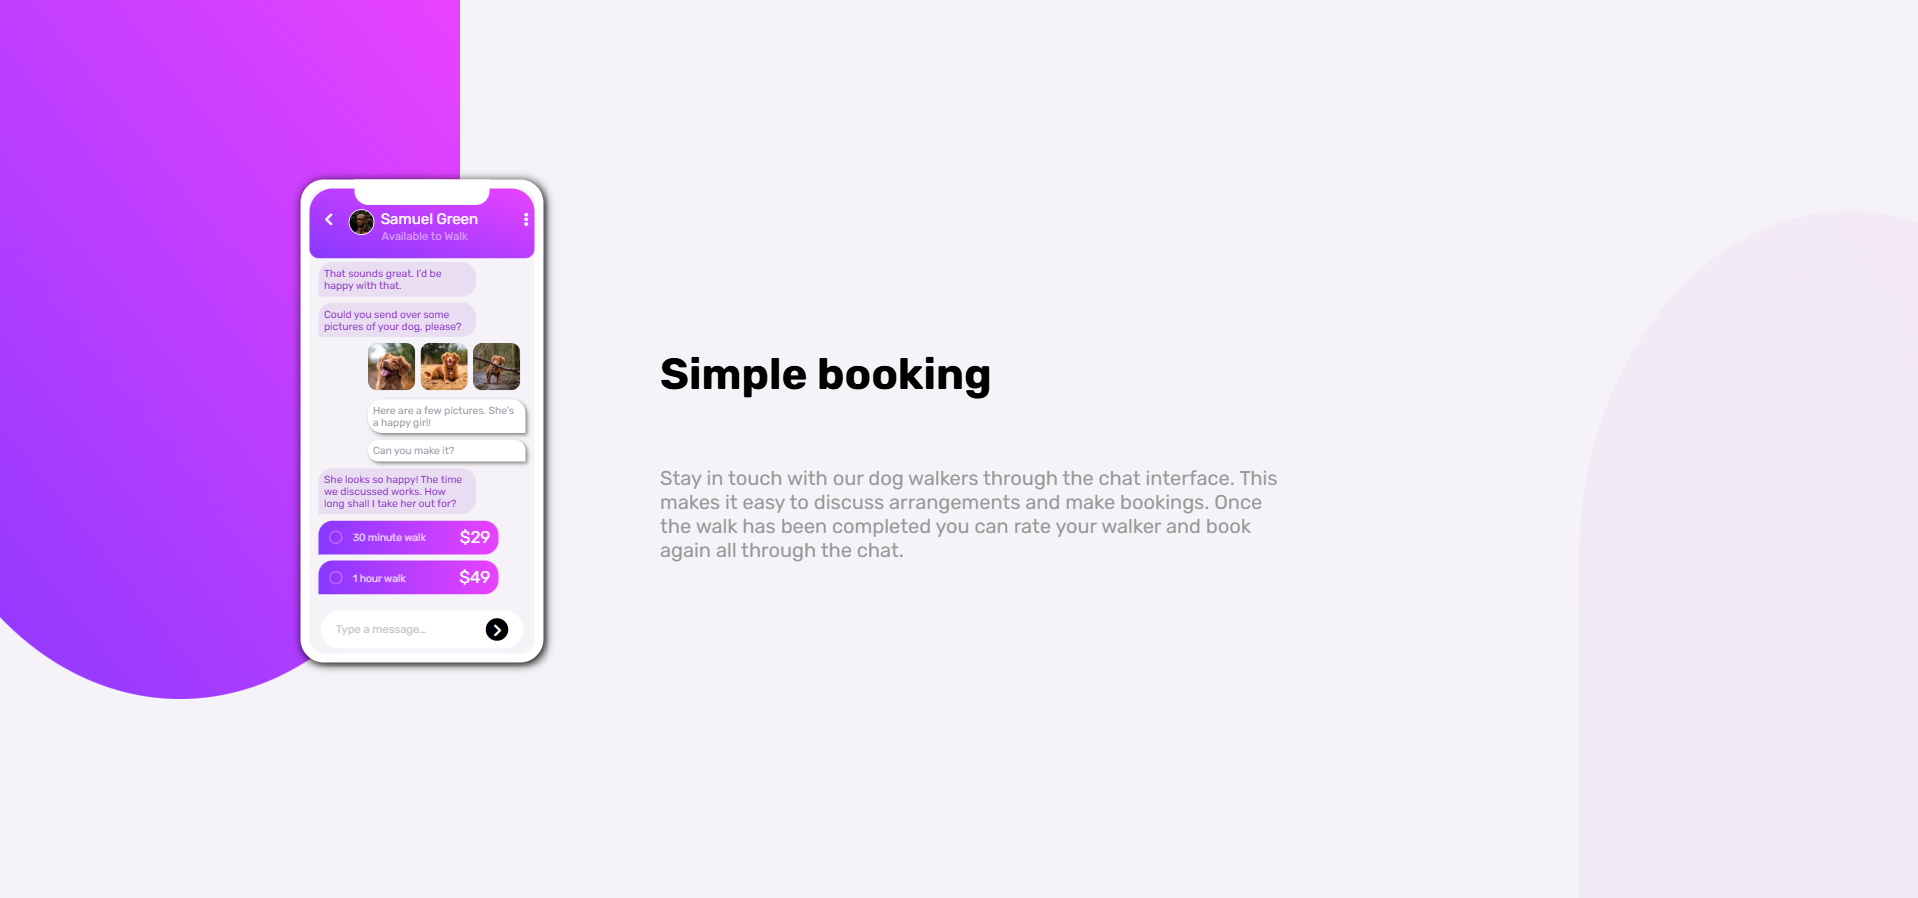 Samuel Green
Available to Walk
That sounds great. I'd be
happy with that.
Could you send over some
pictures of your dog, please?
Here are a few pictures. She's
a happy girl!
Can you make it?
She looks so happy! The time
we discussed works. How
long shall I take her out for?
30 minute walk $29
1 hour walk $49
Type a message...
Simple booking
Stay in touch with our dog walkers through the chat interface. This
makes it easy to discuss arrangements and make bookings. Once
the walk has been completed you can rate your walker and book
again all through the chat.